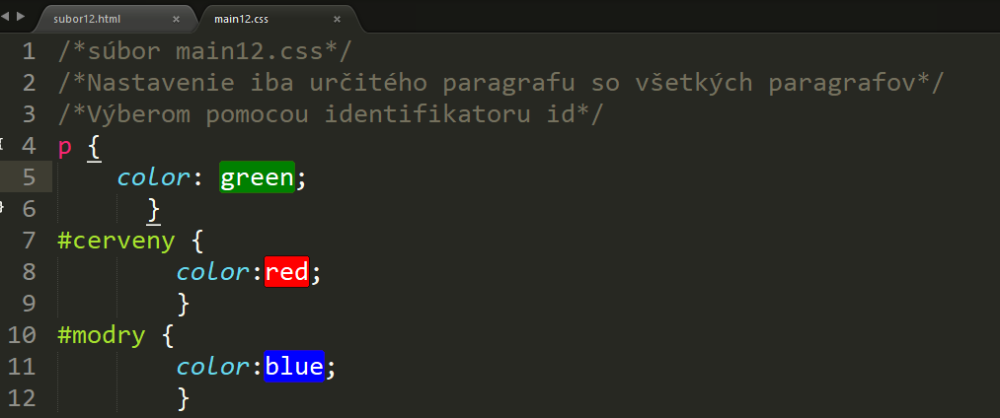 subor12.html × main12.css ×
1 /*súbor main12.css*/
2 /*Nastavenie iba určitého paragrafu so všetkých paragrafov*/
3 /*Výberom pomocou identifikatoru id*/
4 p {
5 color: green;
6 }
7 #cerveny {
8 color:red;
9 }
10 #modry {
11 color:blue;
12 }